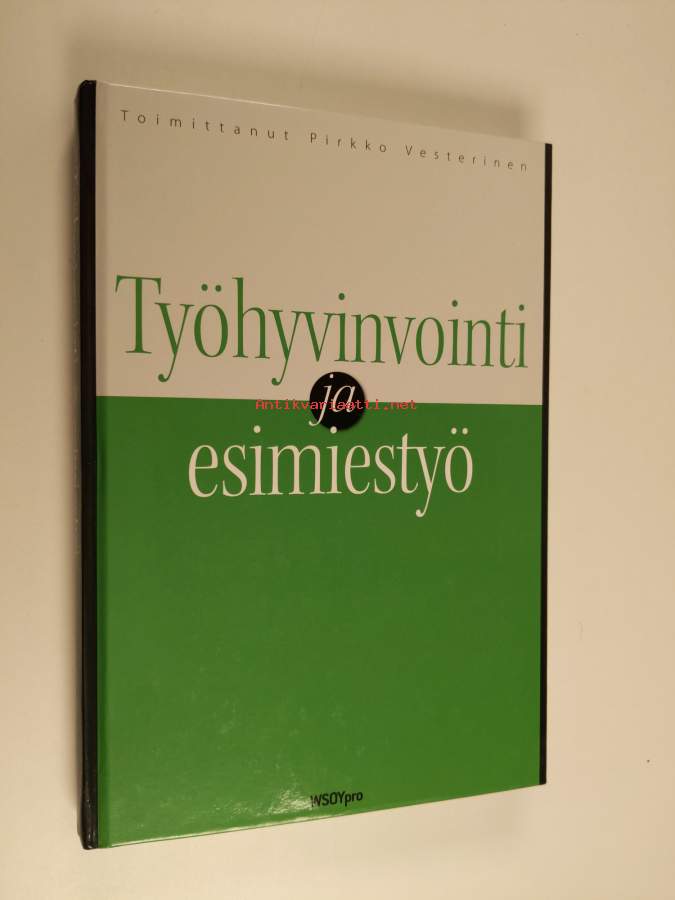 Toimittanut Pirkko Vesterinen
Työhyvinvointi
ja
Antikvariaatti.net
esimiestyö
WSOYpro